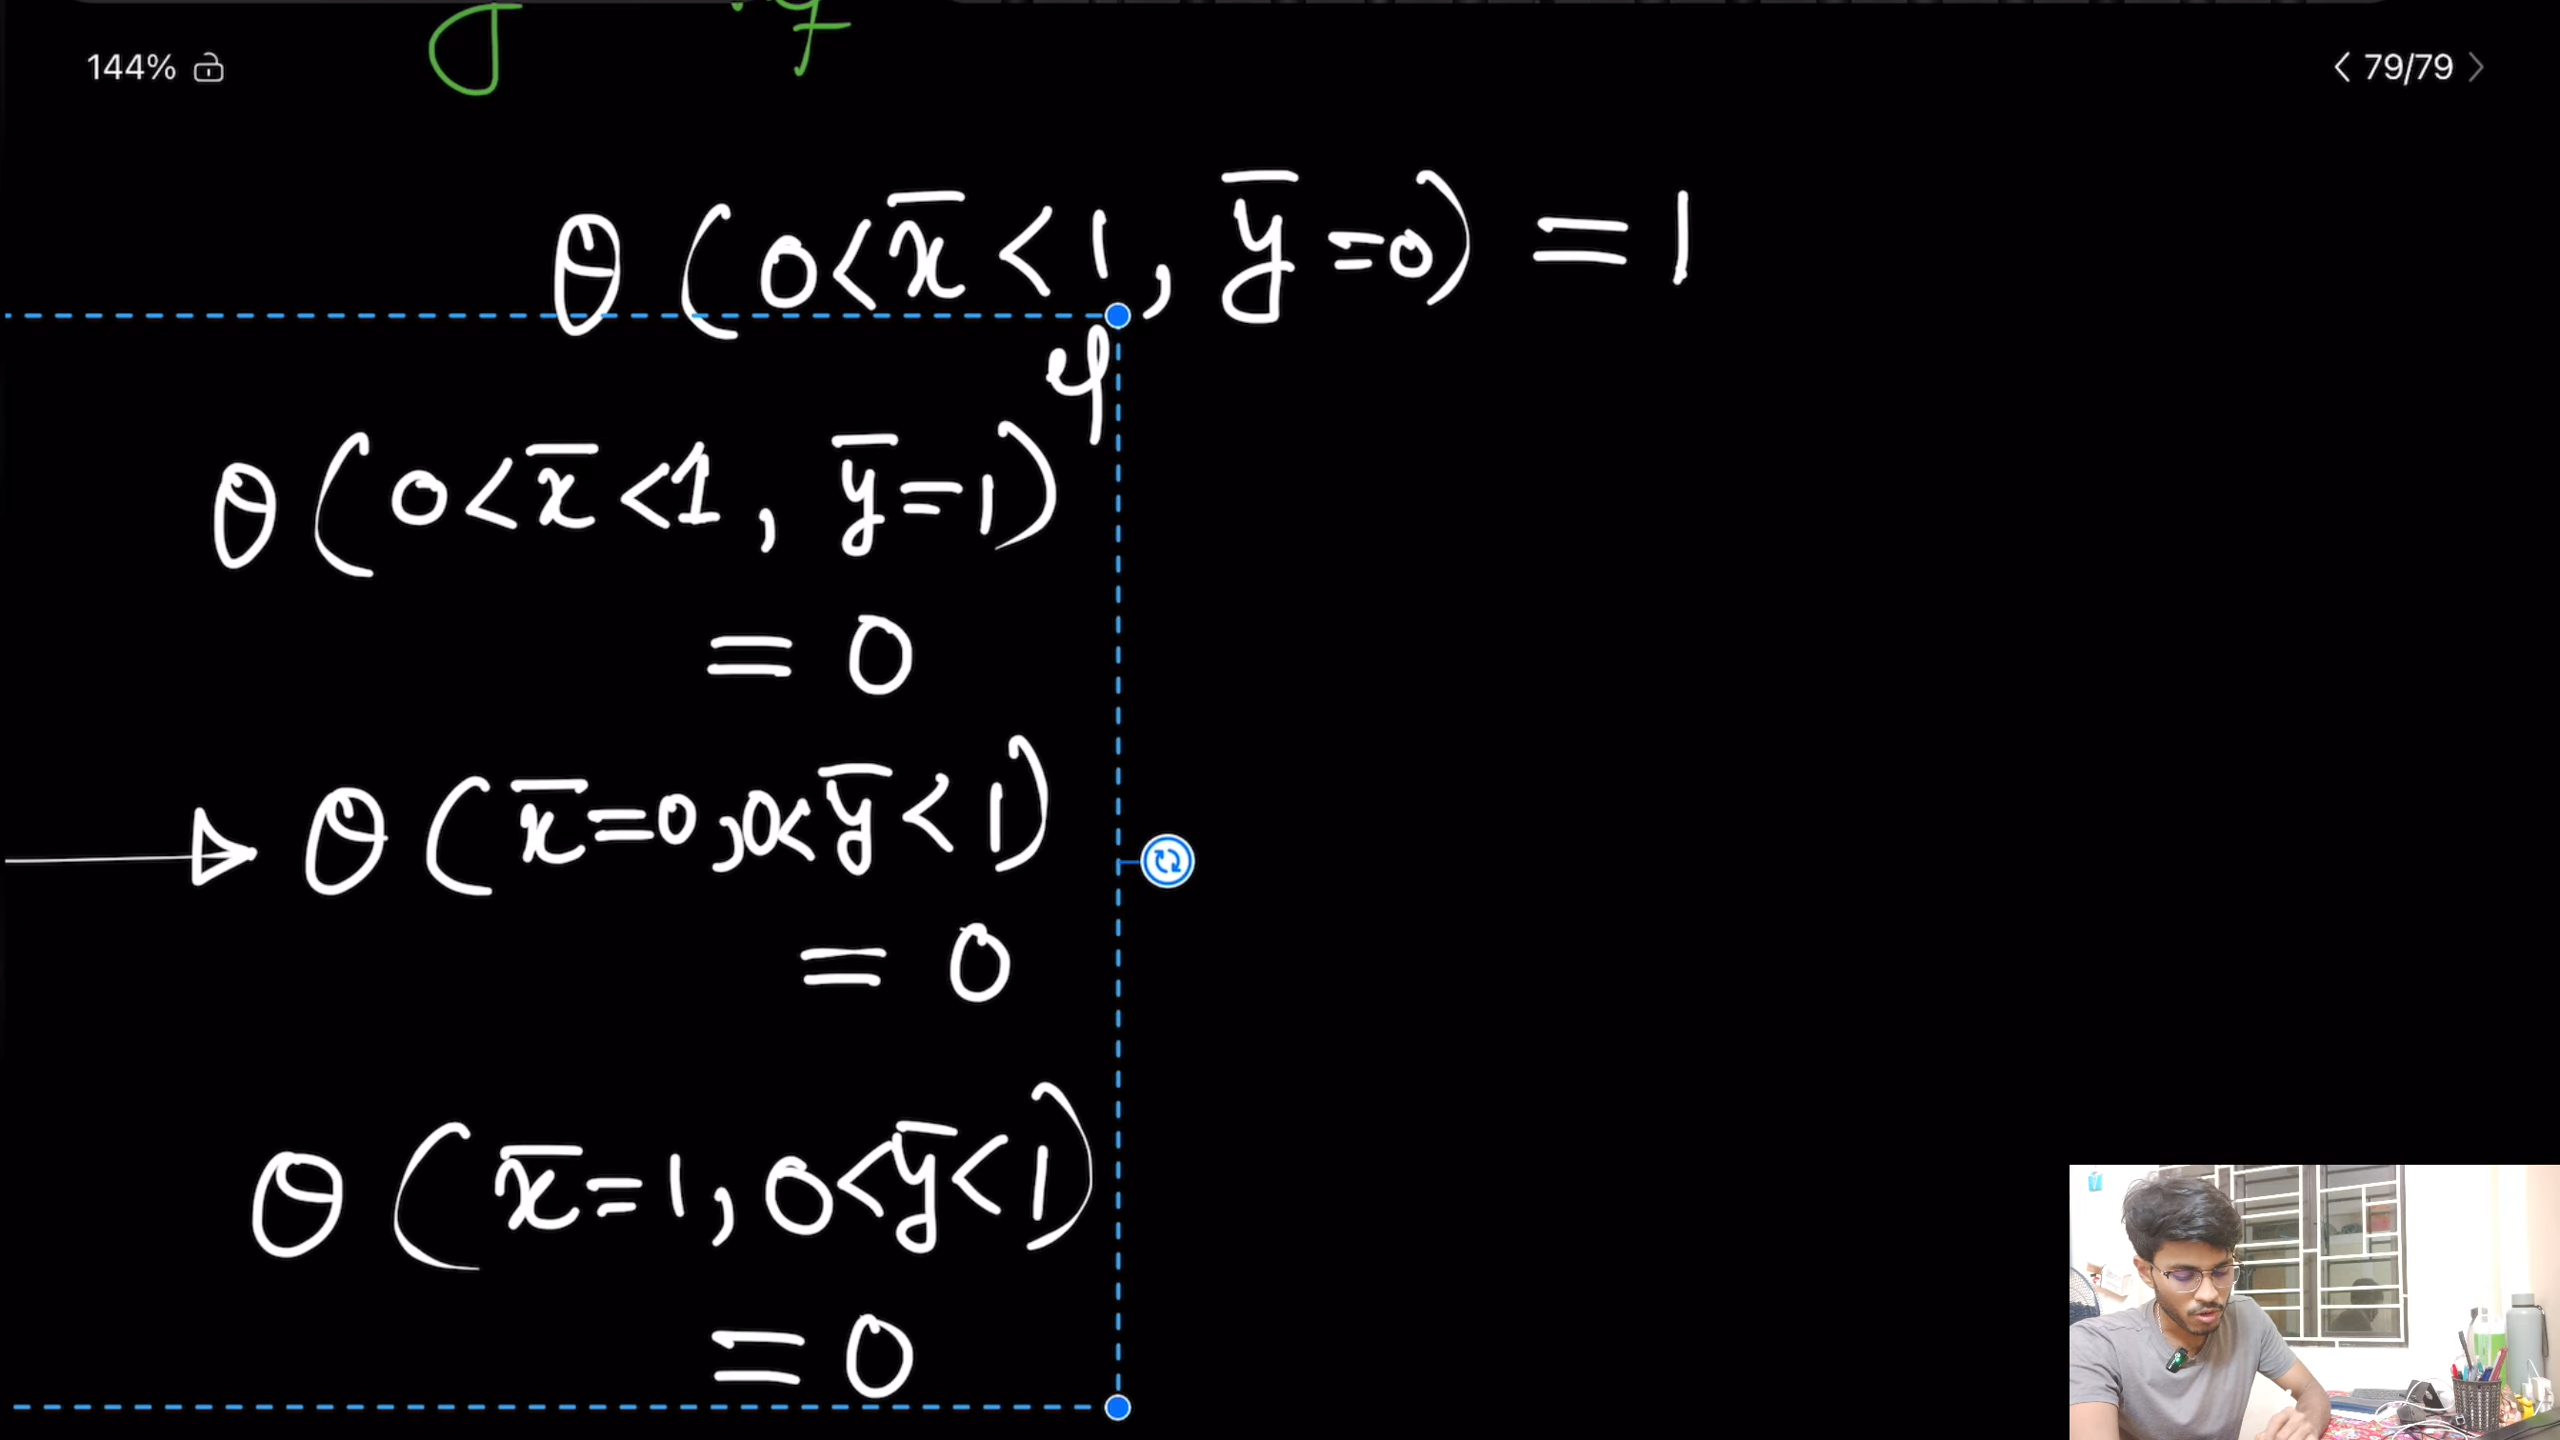 144%
79/79
θ (0<x̅<1, y̅=0) = 1
θ(0<x̅<1, y̅=1)
= 0
θ(x̅=0,0<y̅<1)
= 0
θ(x̅=1,0<y̅<1)
= 0